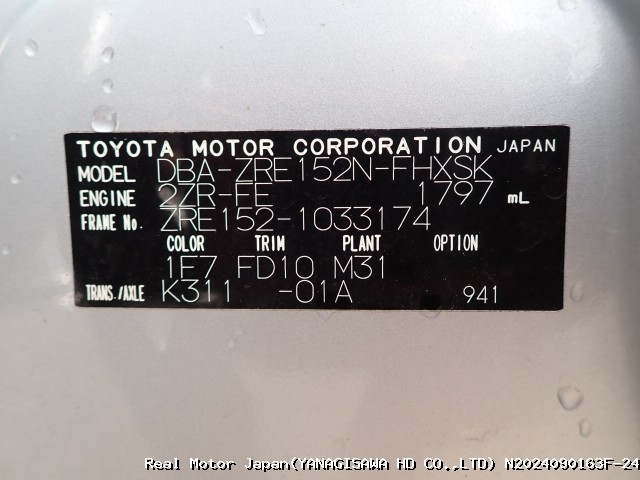 TOYOTA MOTOR CORPORATION JAPAN
MODEL DBA-ZRE152N-FHXSK
ENGINE 2ZR-FE 1797 mL
FRAME No. ZRE152-1033174
COLOR TRIM PLANT OPTION
1E7 FD10 M31
TRANS./AXLE K311 -01A 941
Real Motor Japan(YANAGISAWA HD CO.,LTD) N2024090163F-24